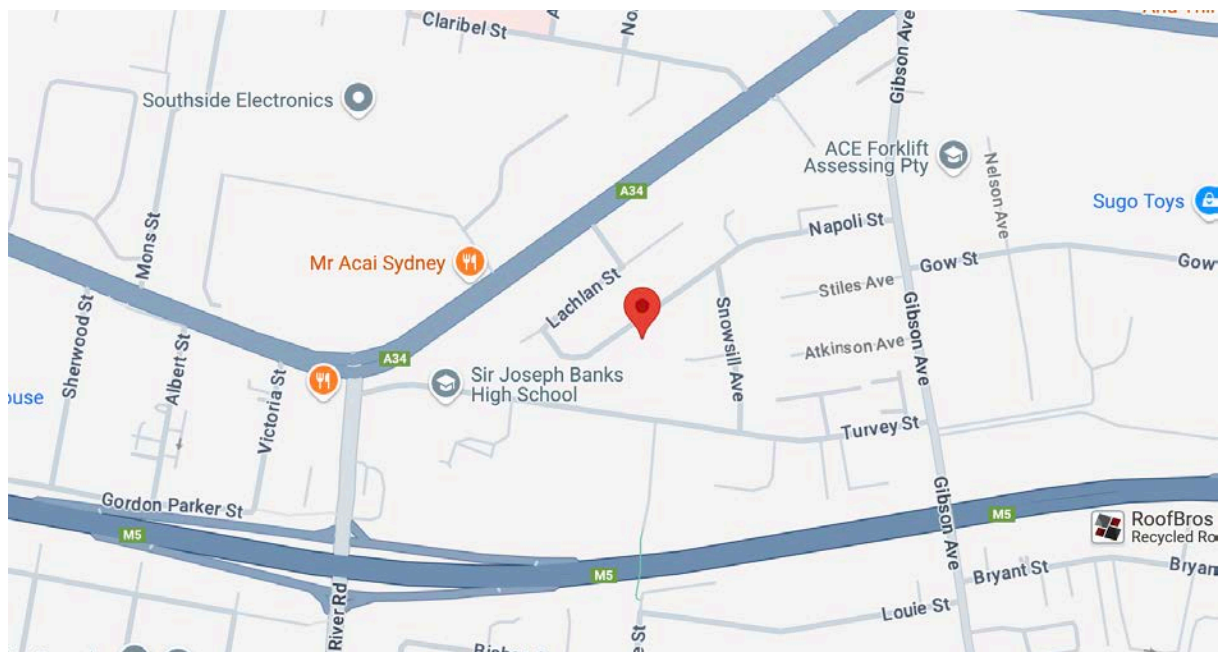 Claribel St
Gibson Ave
Southside Electronics
ACE Forklift
Assessing Pty
Nelson Ave
A34
Sugo Toys
Mons St
Napoli St
Mr Acai Sydney
Lachlan St
Gow St
Gow
Stiles Ave
Snowsill Ave
Gibson Ave
Sherwood St
Albert St
A34
Atkinson Ave
Sir Joseph Banks
High School
Victoria St
Turvey St
Gordon Parker St
M5
Gibson Ave
M5
RoofBros
Recycled Ro
M5
Bryant St
Bryan
River Rd
Louie St